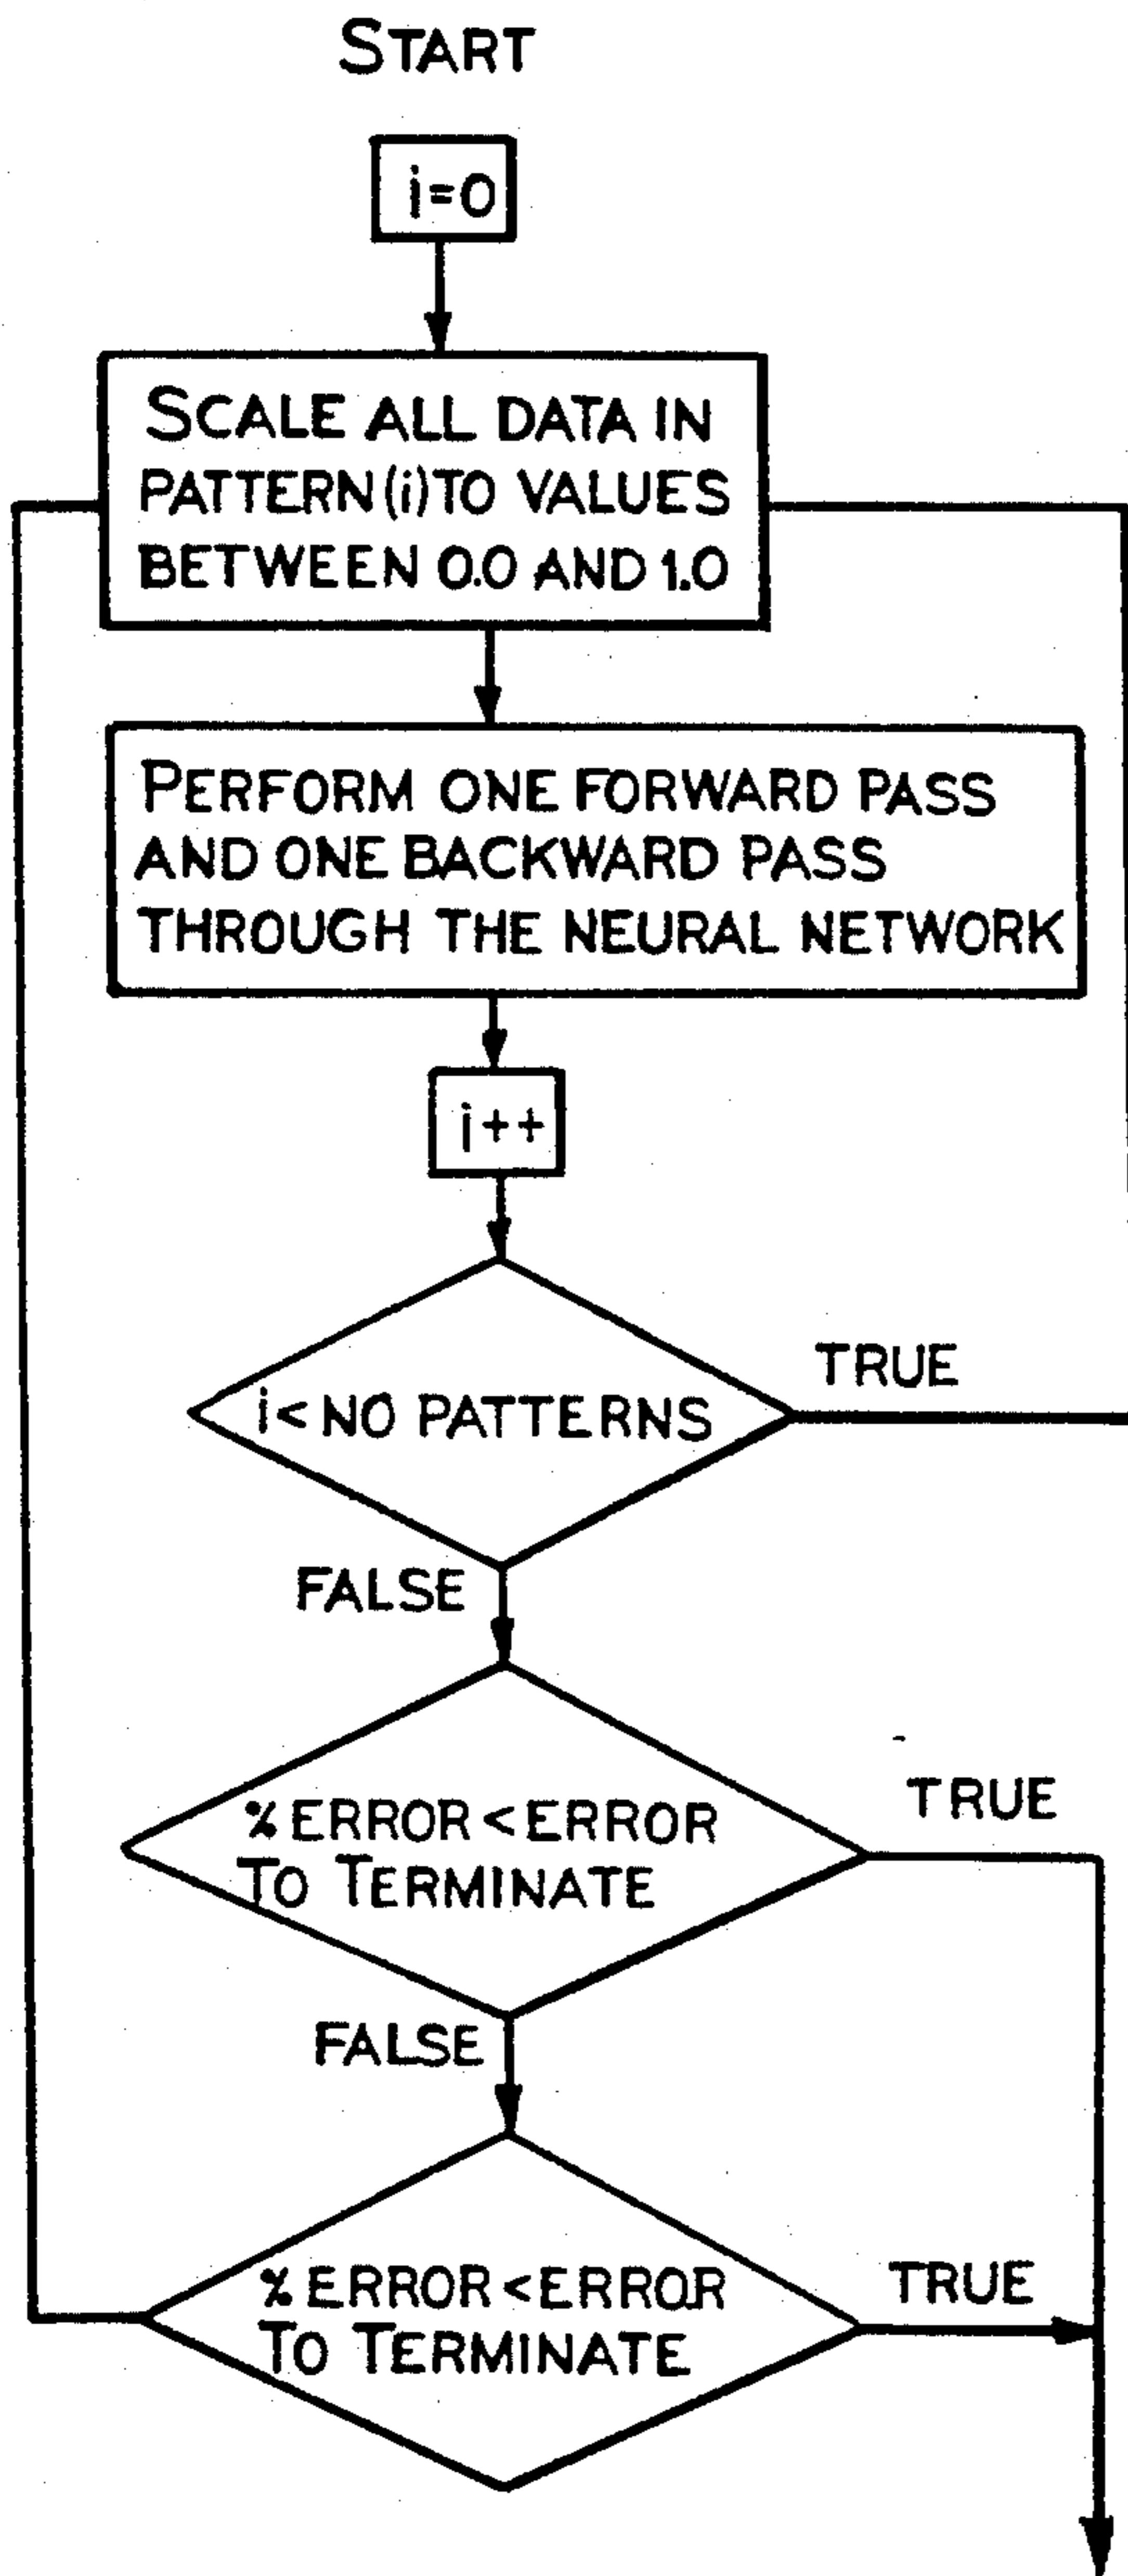 START
i=0
SCALE ALL DATA IN
PATTERN(i) TO VALUES
BETWEEN 0.0 AND 1.0
PERFORM ONE FORWARD PASS
AND ONE BACKWARD PASS
THROUGH THE NEURAL NETWORK
i++
i< NO PATTERNS
TRUE
FALSE
% ERROR < ERROR
TO TERMINATE
TRUE
FALSE
% ERROR < ERROR
TO TERMINATE
TRUE